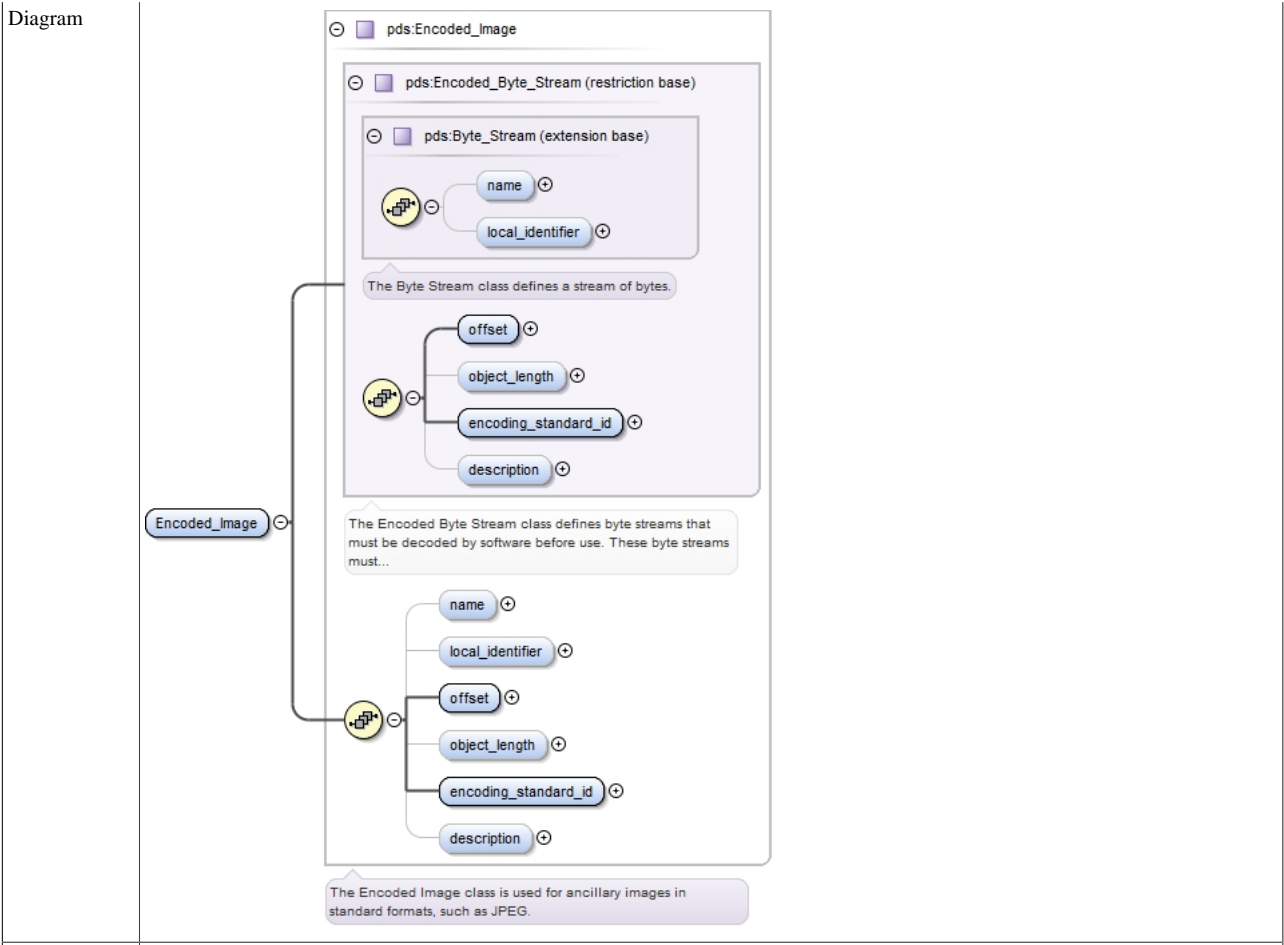 Diagram
pds:Encoded_Image
pds:Encoded_Byte_Stream (restriction base)
pds:Byte_Stream (extension base)
name
local_identifier
The Byte Stream class defines a stream of bytes.
offset
object_length
encoding_standard_id
description
Encoded_Image
The Encoded Byte Stream class defines byte streams that
must be decoded by software before use. These byte streams
must...
name
local_identifier
offset
object_length
encoding_standard_id
description
The Encoded Image class is used for ancillary images in
standard formats, such as JPEG.